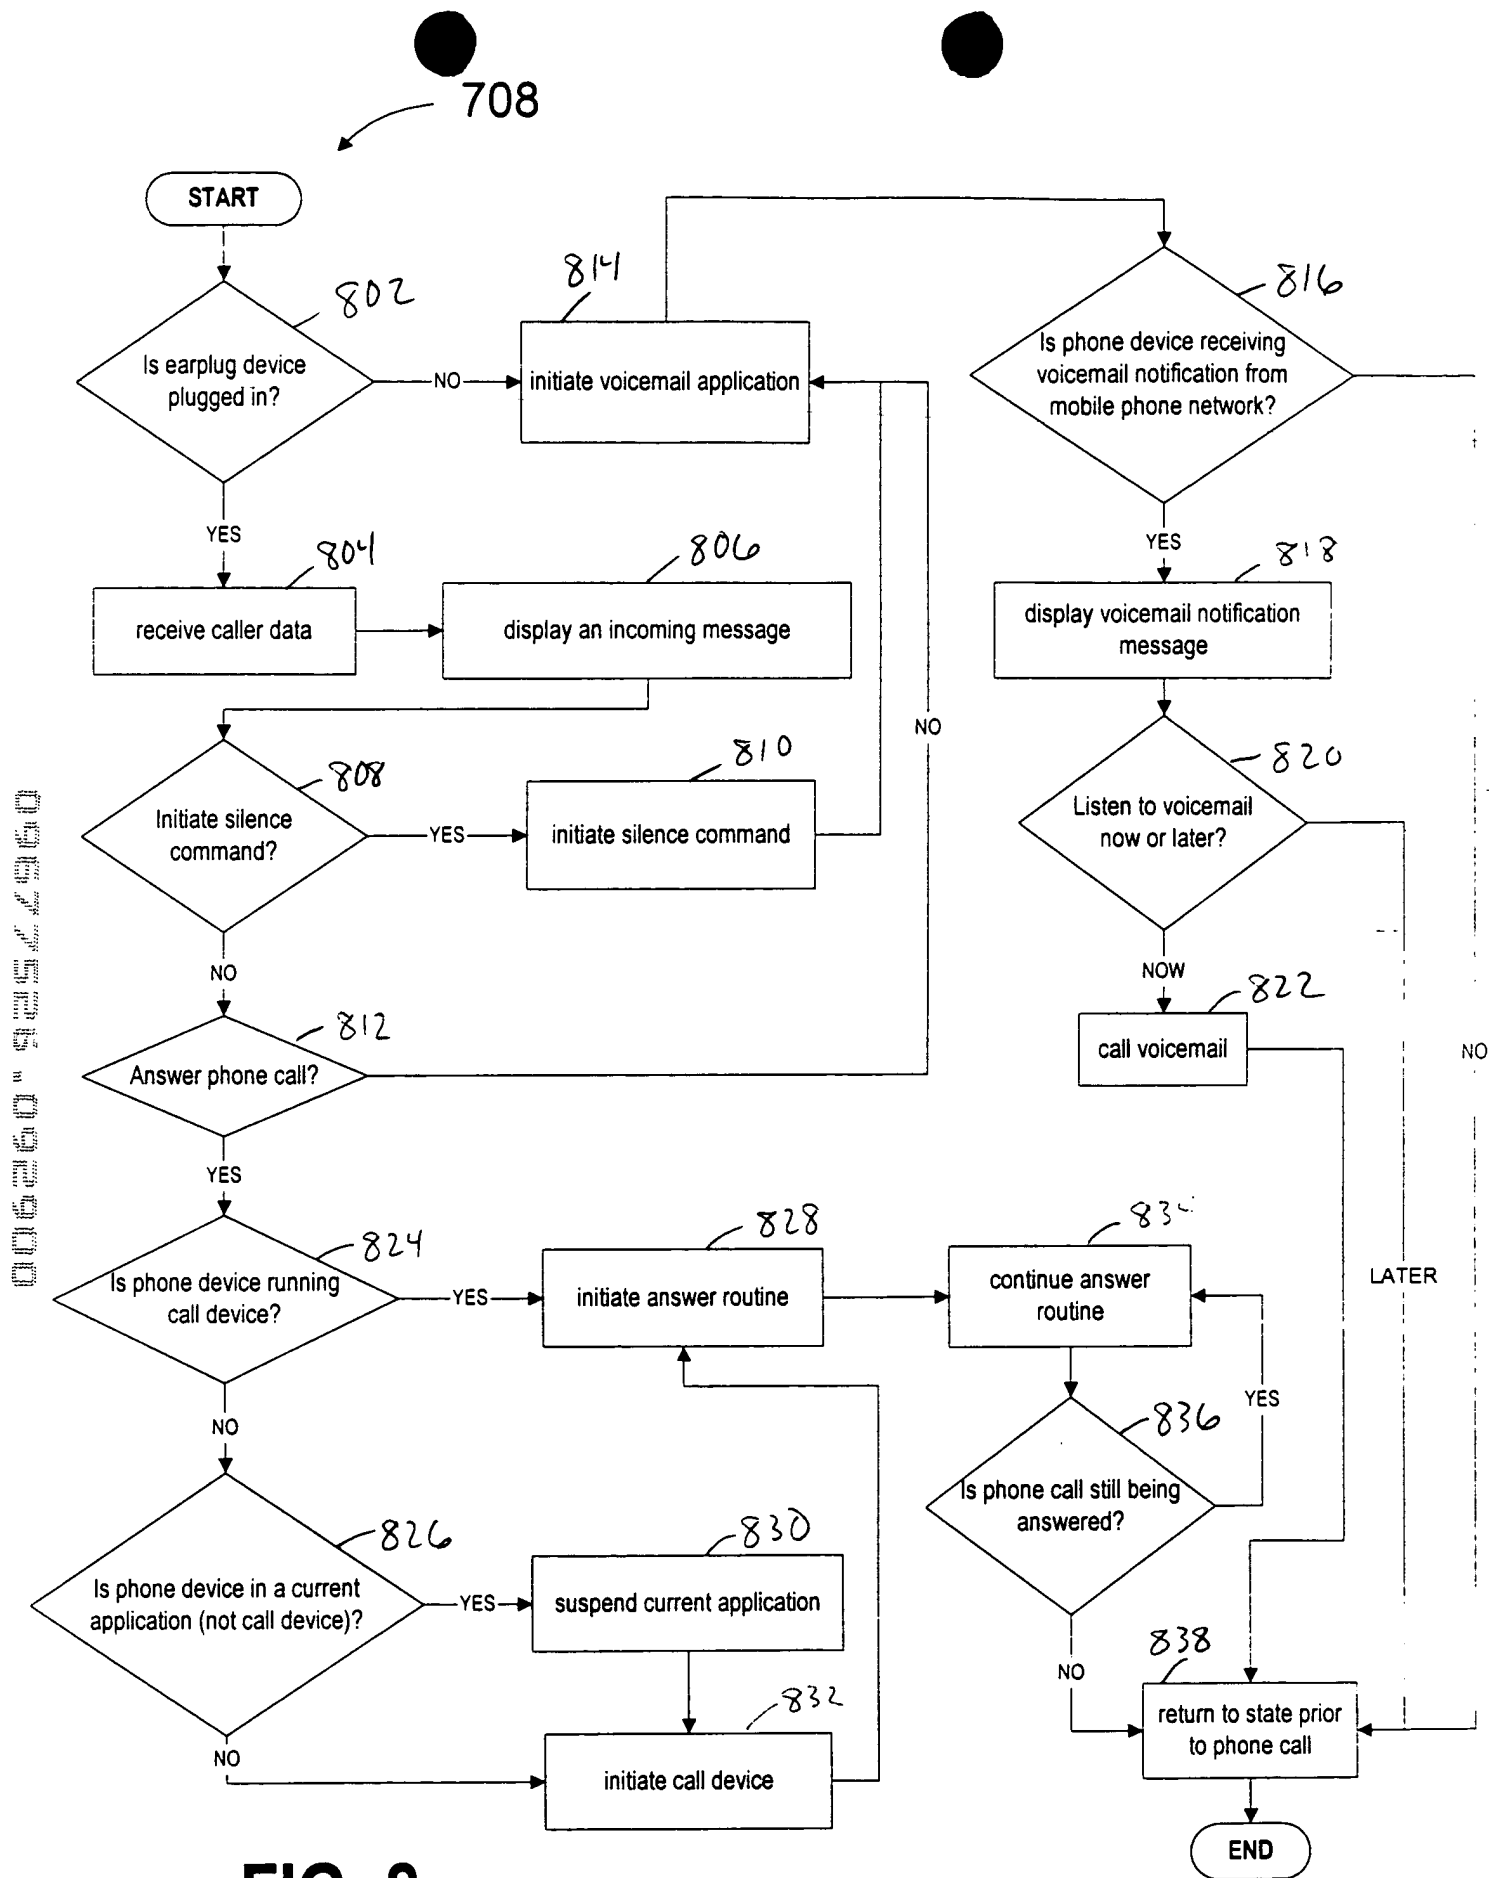 708
START
802
Is earplug device
plugged in?
NO
YES
814
initiate voicemail application
816
Is phone device receiving
voicemail notification from
mobile phone network?
YES
804
receive caller data
806
display an incoming message
818
display voicemail notification
message
NO
808
Initiate silence
command?
YES
NO
810
initiate silence command
820
Listen to voicemail
now or later?
NOW
LATER
822
call voicemail
NO
812
Answer phone call?
YES
824
Is phone device running
call device?
YES
NO
828
initiate answer routine
continue answer
routine
YES
836
Is phone call still being
answered?
NO
826
Is phone device in a current
application (not call device)?
YES
NO
830
suspend current application
832
initiate call device
838
return to state prior
to phone call
END
09677526.092900